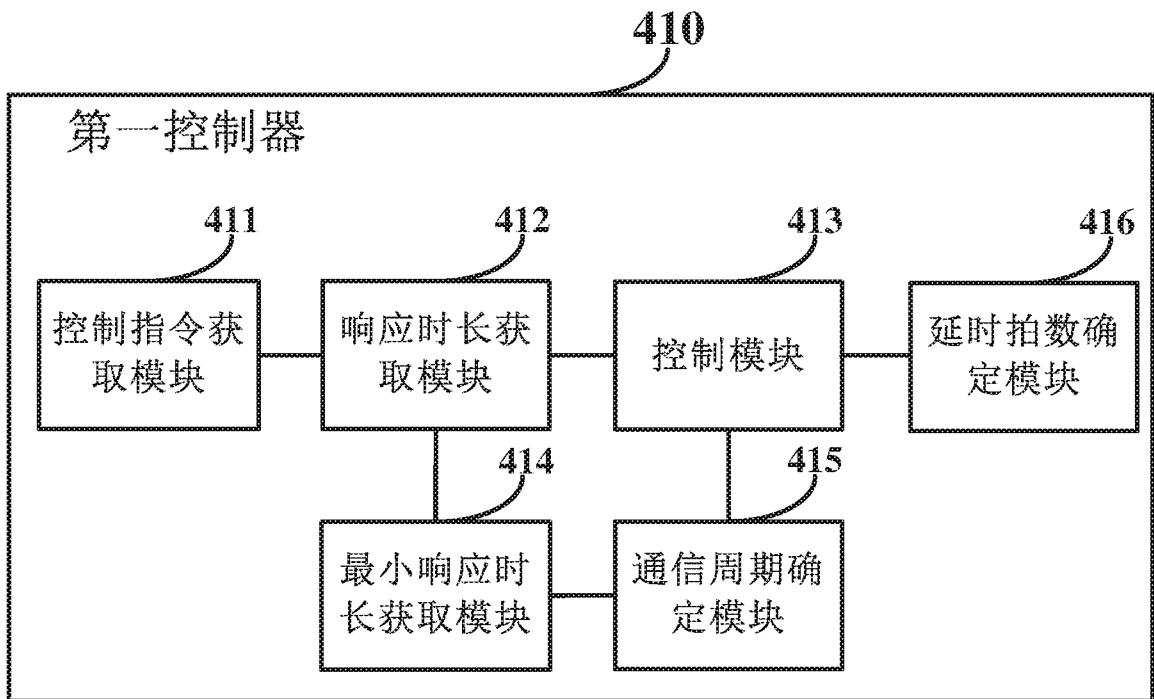 410
第一控制器
411
412
413
416
控制指令获
取模块
响应时长获
取模块
控制模块
延时拍数确
定模块
414
415
最小响应时
长获取模块
通信周期确
定模块